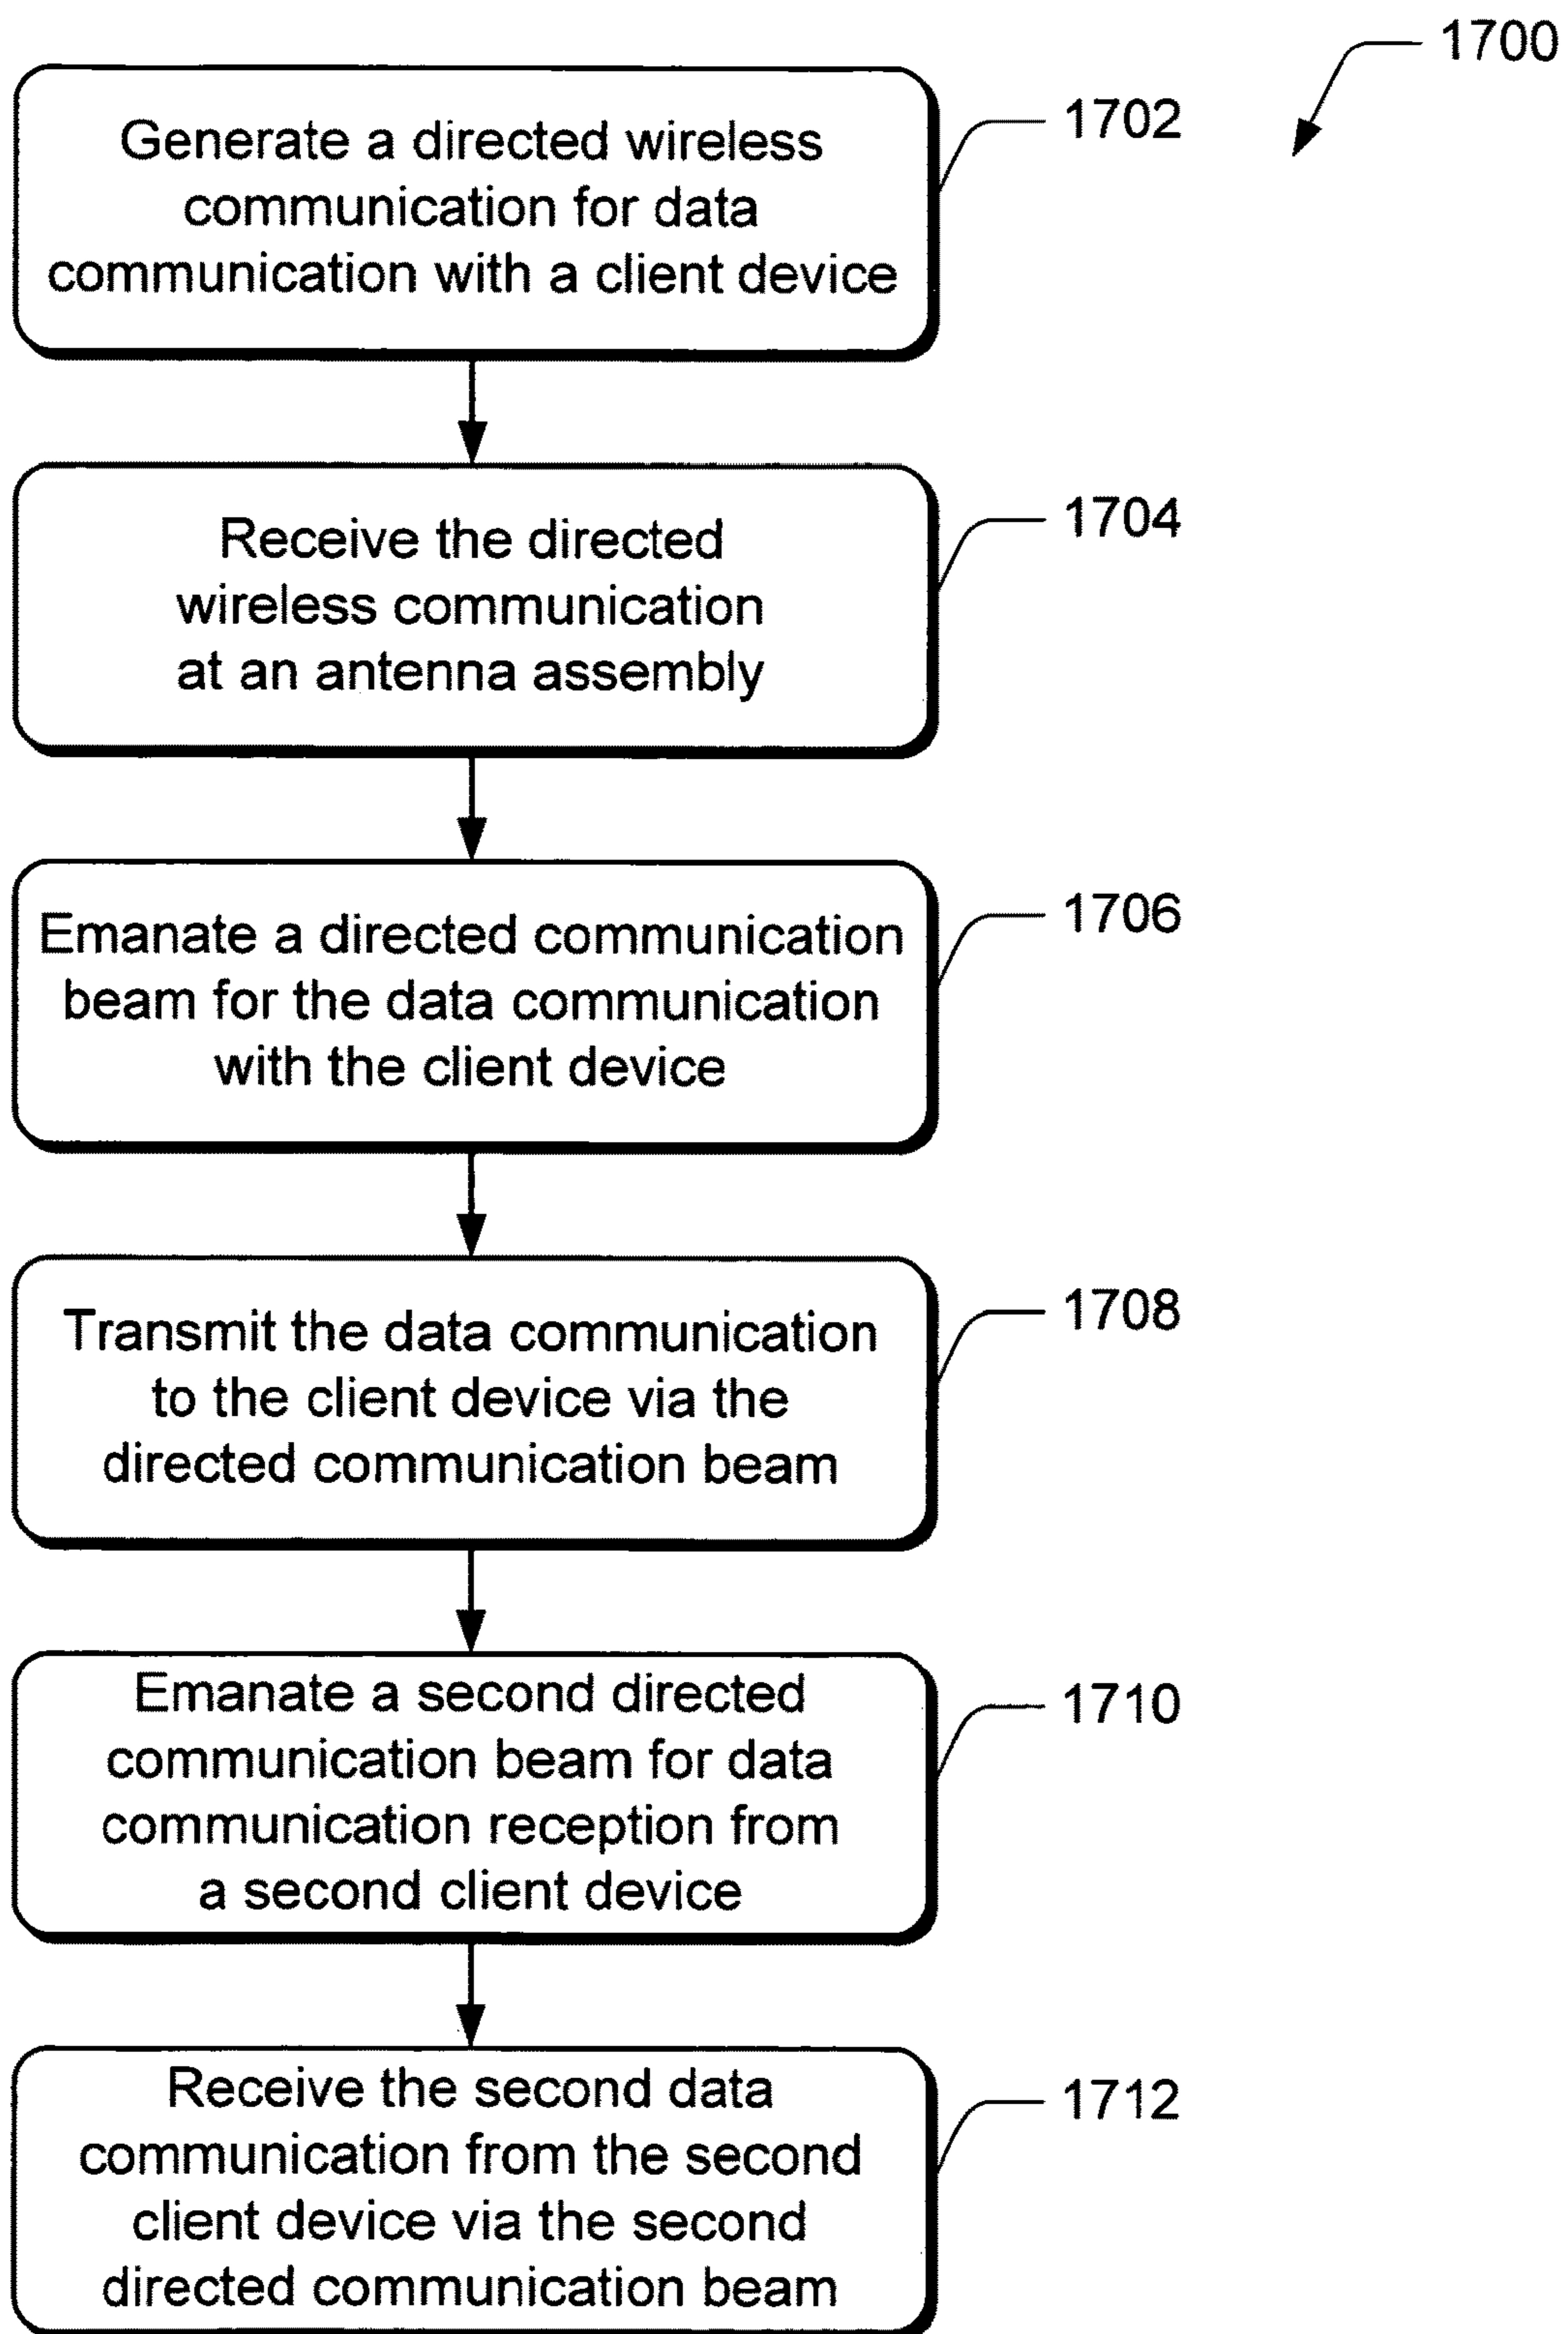 1700
Generate a directed wireless
communication for data
communication with a client device
1702
Receive the directed
wireless communication
at an antenna assembly
1704
Emanate a directed communication
beam for the data communication
with the client device
1706
Transmit the data communication
to the client device via the
directed communication beam
1708
Emanate a second directed
communication beam for data
communication reception from
a second client device
1710
Receive the second data
communication from the second
client device via the second
directed communication beam
1712